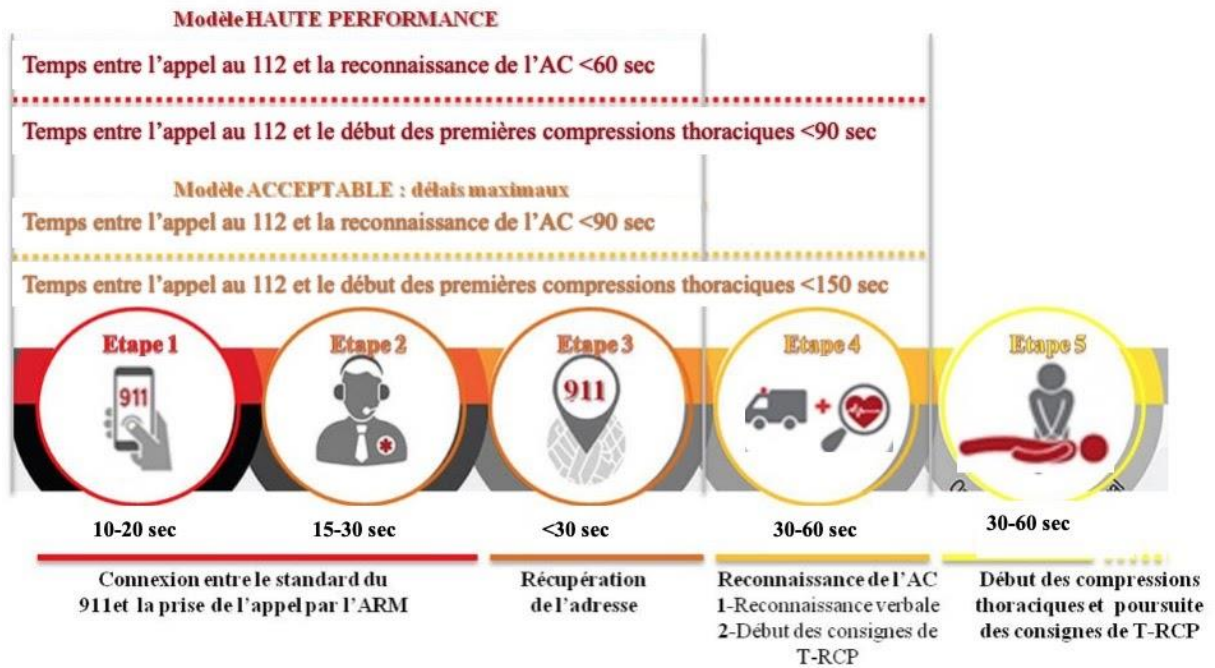 Modèle HAUTE PERFORMANCE
Temps entre l'appel au 112 et la reconnaissance de l'AC <60 sec
Temps entre l'appel au 112 et le début des premières compressions thoraciques <90 sec
Modèle ACCEPTABLE : délais maximaux
Temps entre l'appel au 112 et la reconnaissance de l'AC <90 sec
Temps entre l'appel au 112 et le début des premières compressions thoraciques <150 sec
Etape 1
Etape 2
Etape 3
Etape 4
Etape 5
911
911
10-20 sec
15-30 sec
<30 sec
30-60 sec
30-60 sec
Connexion entre le standard du
911et la prise de l'appel par l'ARM
Récupération
de l'adresse
Reconnaissance de l'AC
1-Reconnaissance verbale
2-Début des consignes de
T-RCP
Début des compressions
thoraciques et poursuite
des consignes de T-RCP